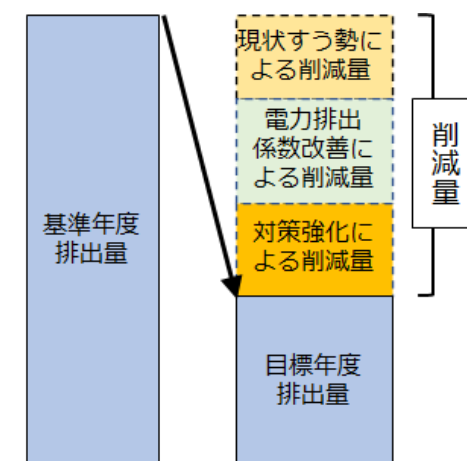 現状すう勢に
よる削減量
電力排出
係数改善に
よる削減量
削減量
基準年度
排出量
対策強化に
よる削減量
目標年度
排出量